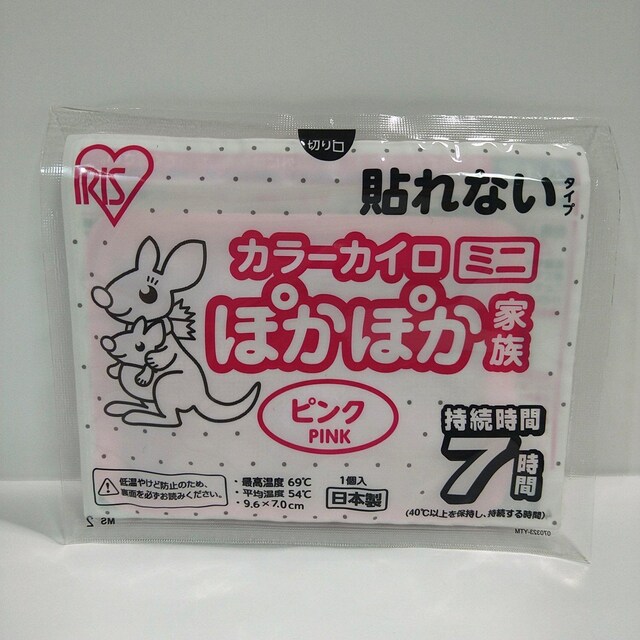 切り口
IRIS
貼れない
タイプ
カラーカイロ ミニ
ぽかぽか
家族
ピンク
PINK
持続時間
7時間
(40℃以上を保持し、持続する時間)
低温やけど防止のため、
裏面を必ずお読みください。
・最高温度 69℃
・平均温度 54℃
・9.6×7.0cm
1個入
日本製
MS 2
070323-YTM